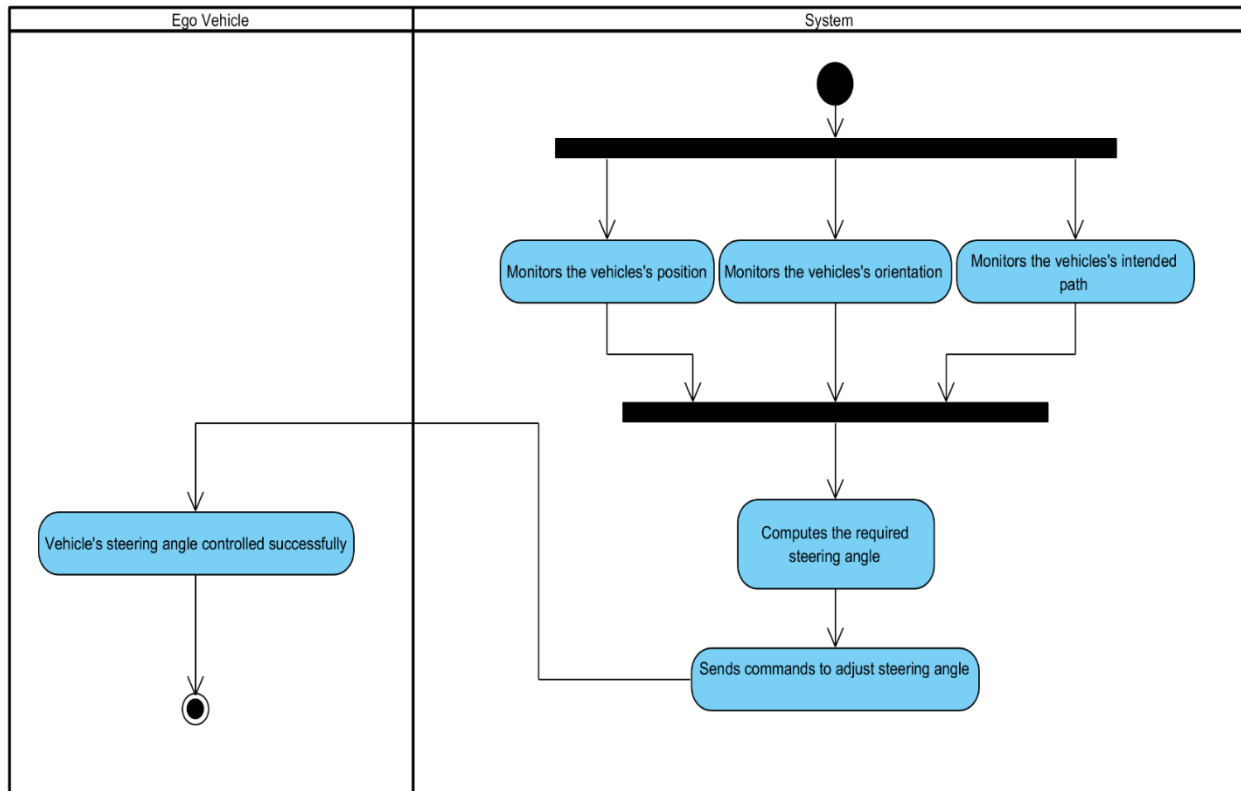 Ego Vehicle
System
Monitors the vehicles's position
Monitors the vehicles's orientation
Monitors the vehicles's intended
path
Computes the required
steering angle
Vehicle's steering angle controlled successfully
Sends commands to adjust steering angle